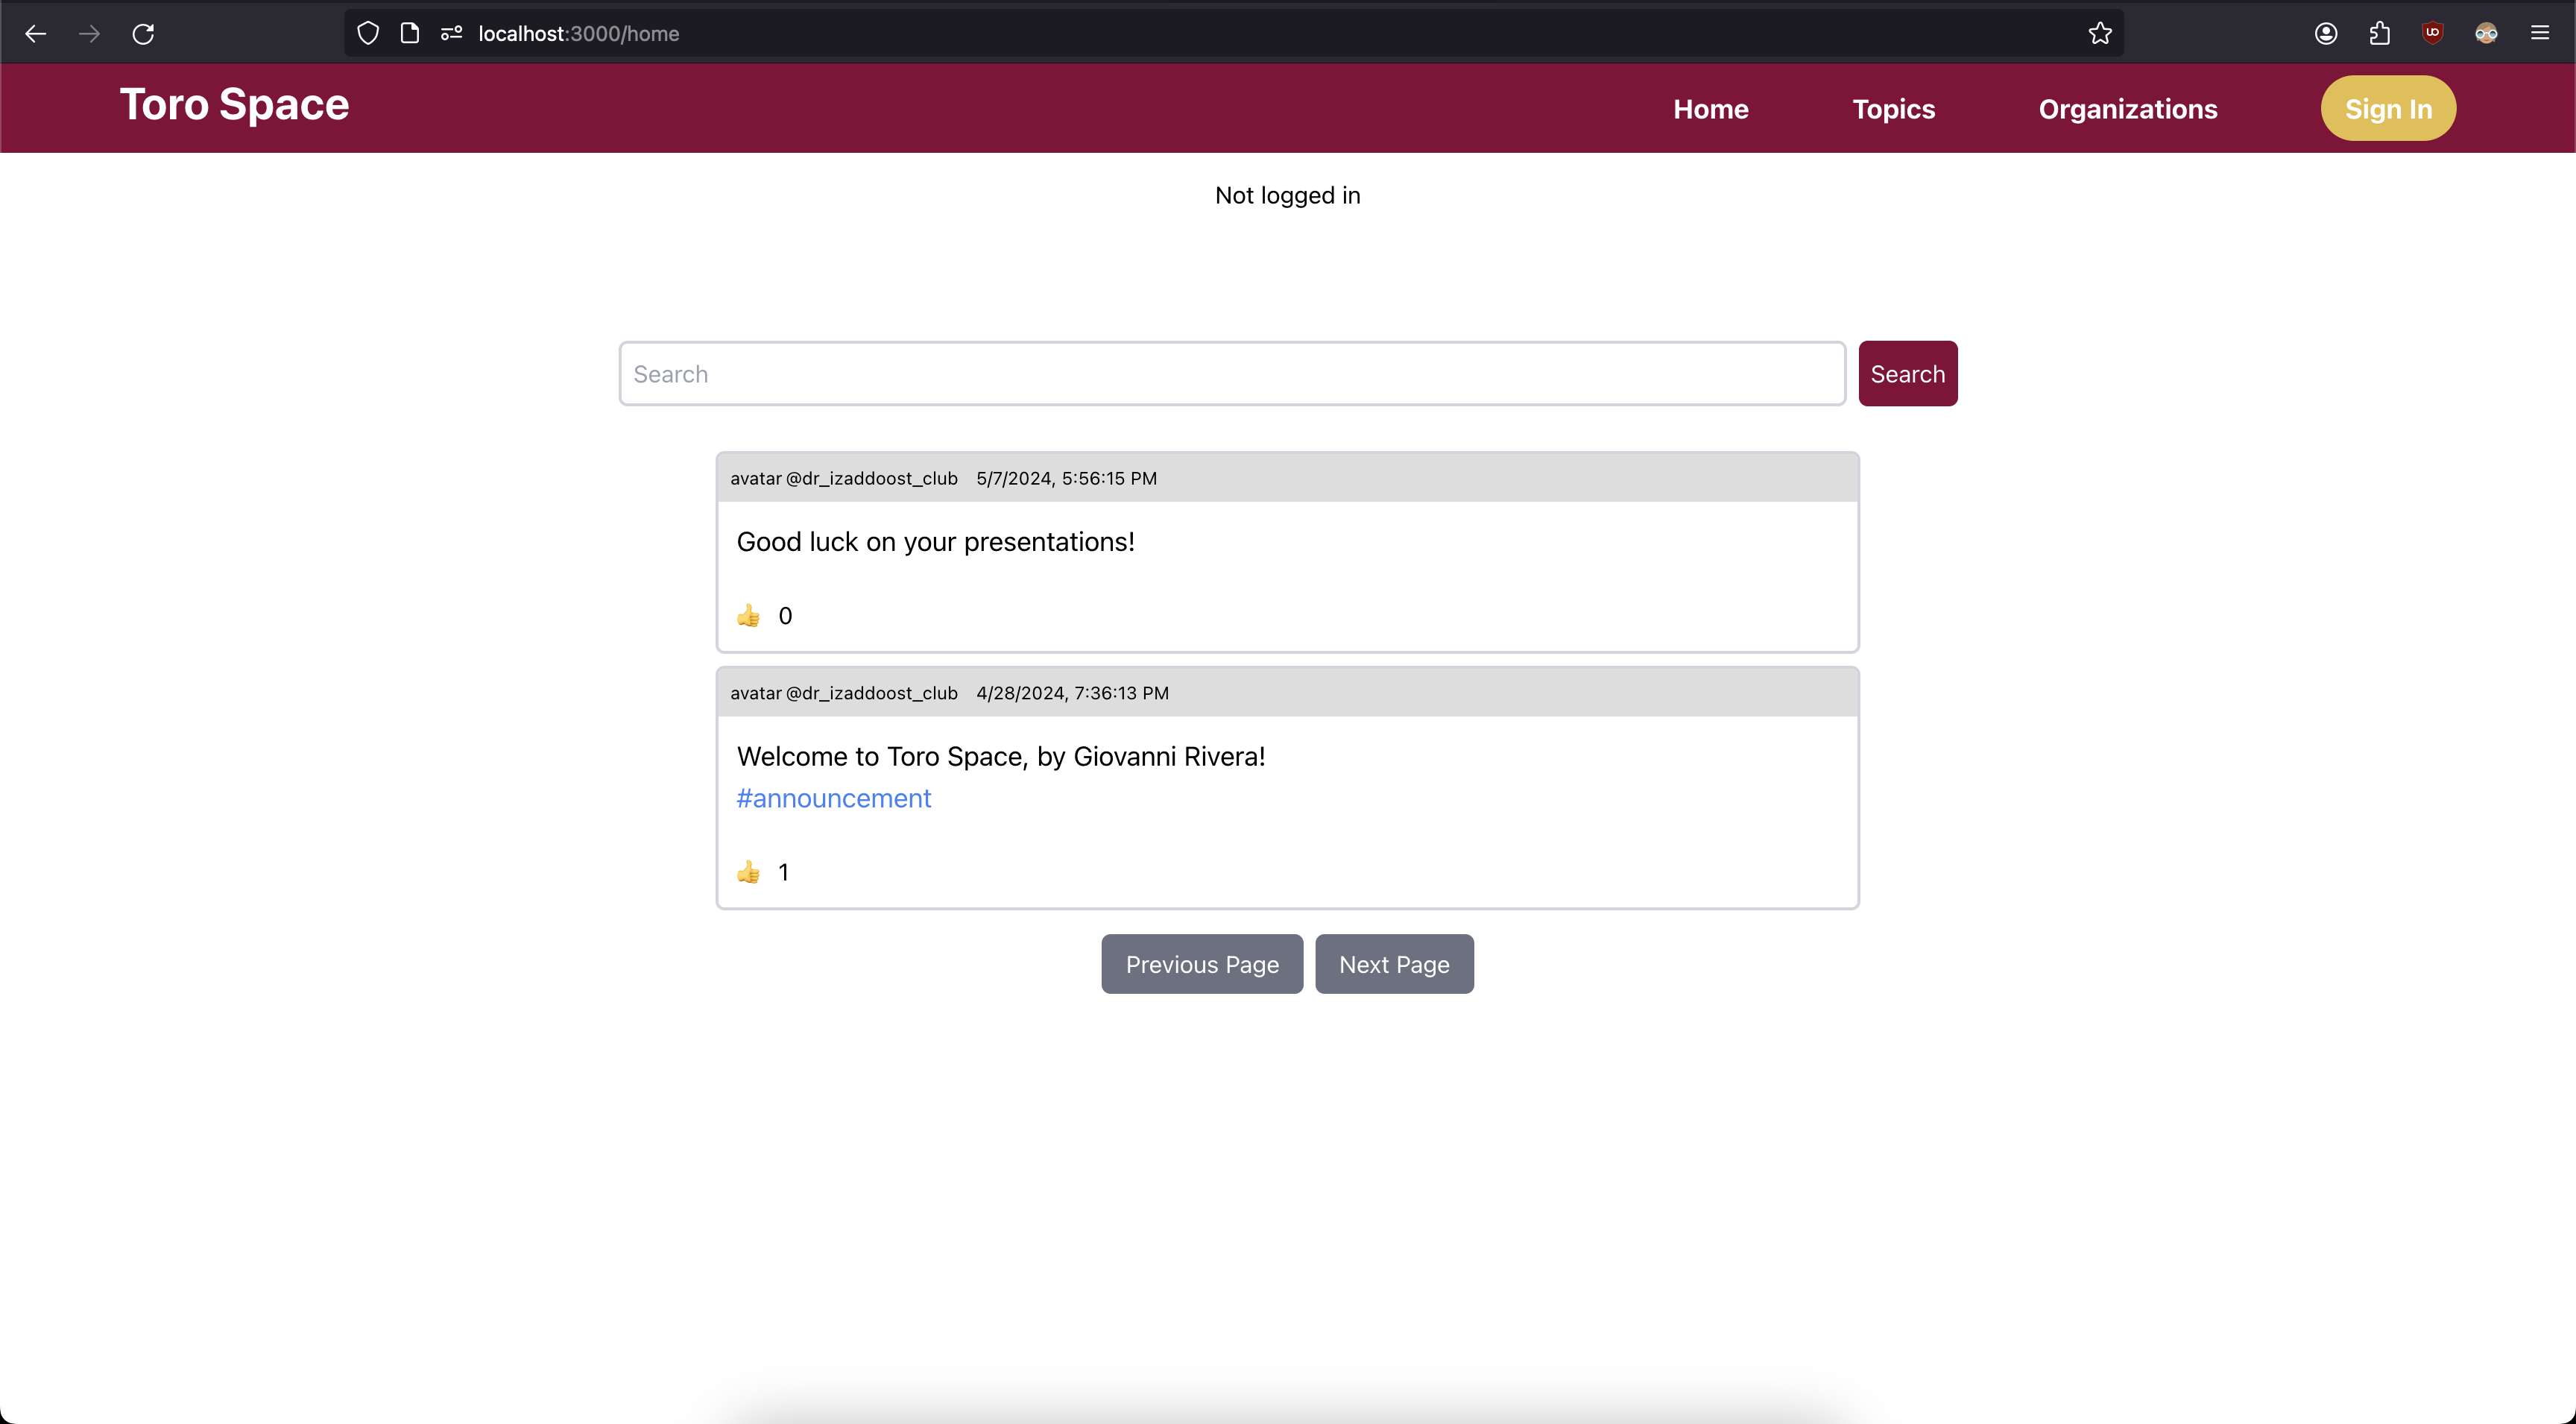 localhost:3000/home
Toro Space Home Topics Organizations Sign In
Not logged in
Search Search
avatar @dr_izaddoost_club 5/7/2024, 5:56:15 PM
Good luck on your presentations!
👍 0
avatar @dr_izaddoost_club 4/28/2024, 7:36:13 PM
Welcome to Toro Space, by Giovanni Rivera!
#announcement
👍 1
Previous Page Next Page